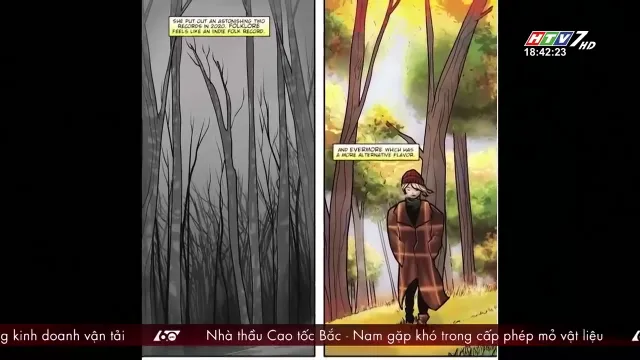 SHE PUT OUT AN ASTONISHING TWO
RECORDS IN 2020. FOLKLORE
FEELS LIKE AN INDIE FOLK RECORD.
HTV7 HD
18:42:23
AND EVERMORE WHICH HAS
A MORE ALTERNATIVE FLAVOR.
g kinh doanh vận tải 60 Nhà thầu Cao tốc Bắc - Nam gặp khó trong cấp phép mỏ vật liệu